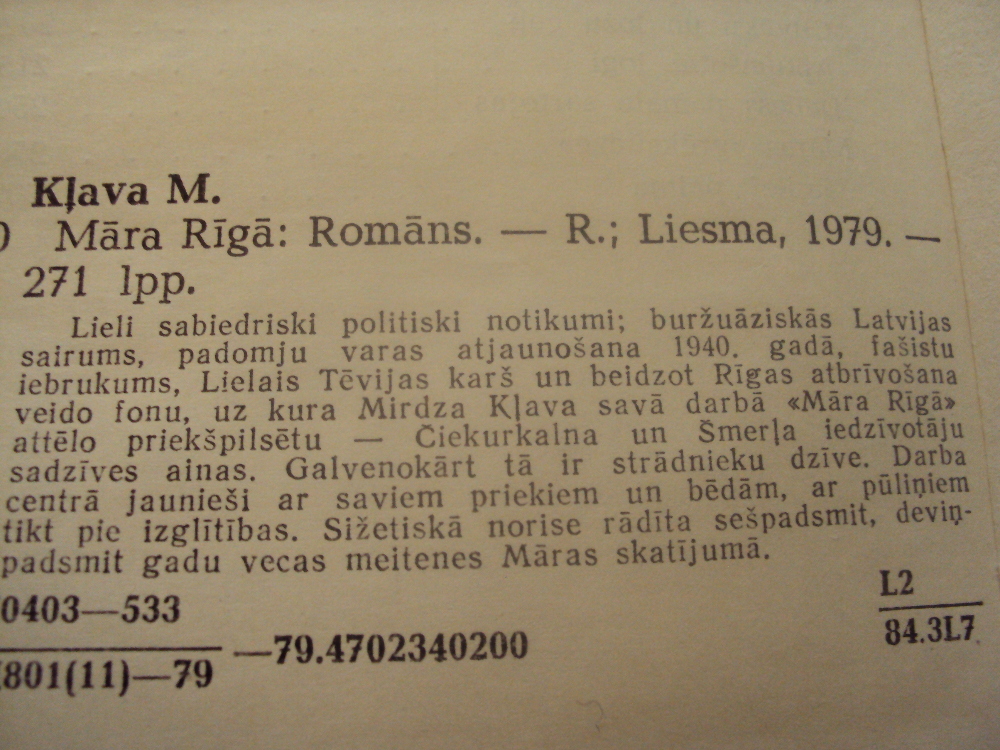 Kļava M.
Māra Rīgā: Romāns. — R.; Liesma, 1979. —
271 lpp.
Lieli sabiedriski politiski notikumi; buržuāziskās Latvijas
sairums, padomju varas atjaunošana 1940. gadā, fašistu
iebrukums, Lielais Tēvijas karš un beidzot Rīgas atbrīvošana
veido fonu, uz kura Mirdza Kļava savā darbā «Māra Rīgā»
attēlo priekšpilsētu — Čiekurkalna un Šmerļa iedzīvotāju
sadzīves ainas. Galvenokārt tā ir strādnieku dzīve. Darba
centrā jaunieši ar saviem priekiem un bēdām, ar pūliņiem
tikt pie izglītības. Sižetiskā norise rādīta sešpadsmit, deviņ-
padsmit gadu vecas meitenes Māras skatījumā.
0403—533
801(11)—79
—79.4702340200
L2
84.3L7